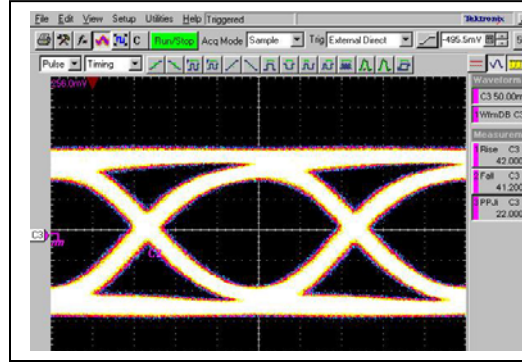 File Edit View Setup Utilities Help Triggered Tektronix
Run/Stop Acq Mode Sample Trig External Direct -495.5mV
Pulse Timing
256.0mV
Waveform
C3 50.00m
WfmDB C3
Measurem
Rise C3
42.000
Fall C3
41.200
PPJi C3
22.000
C3